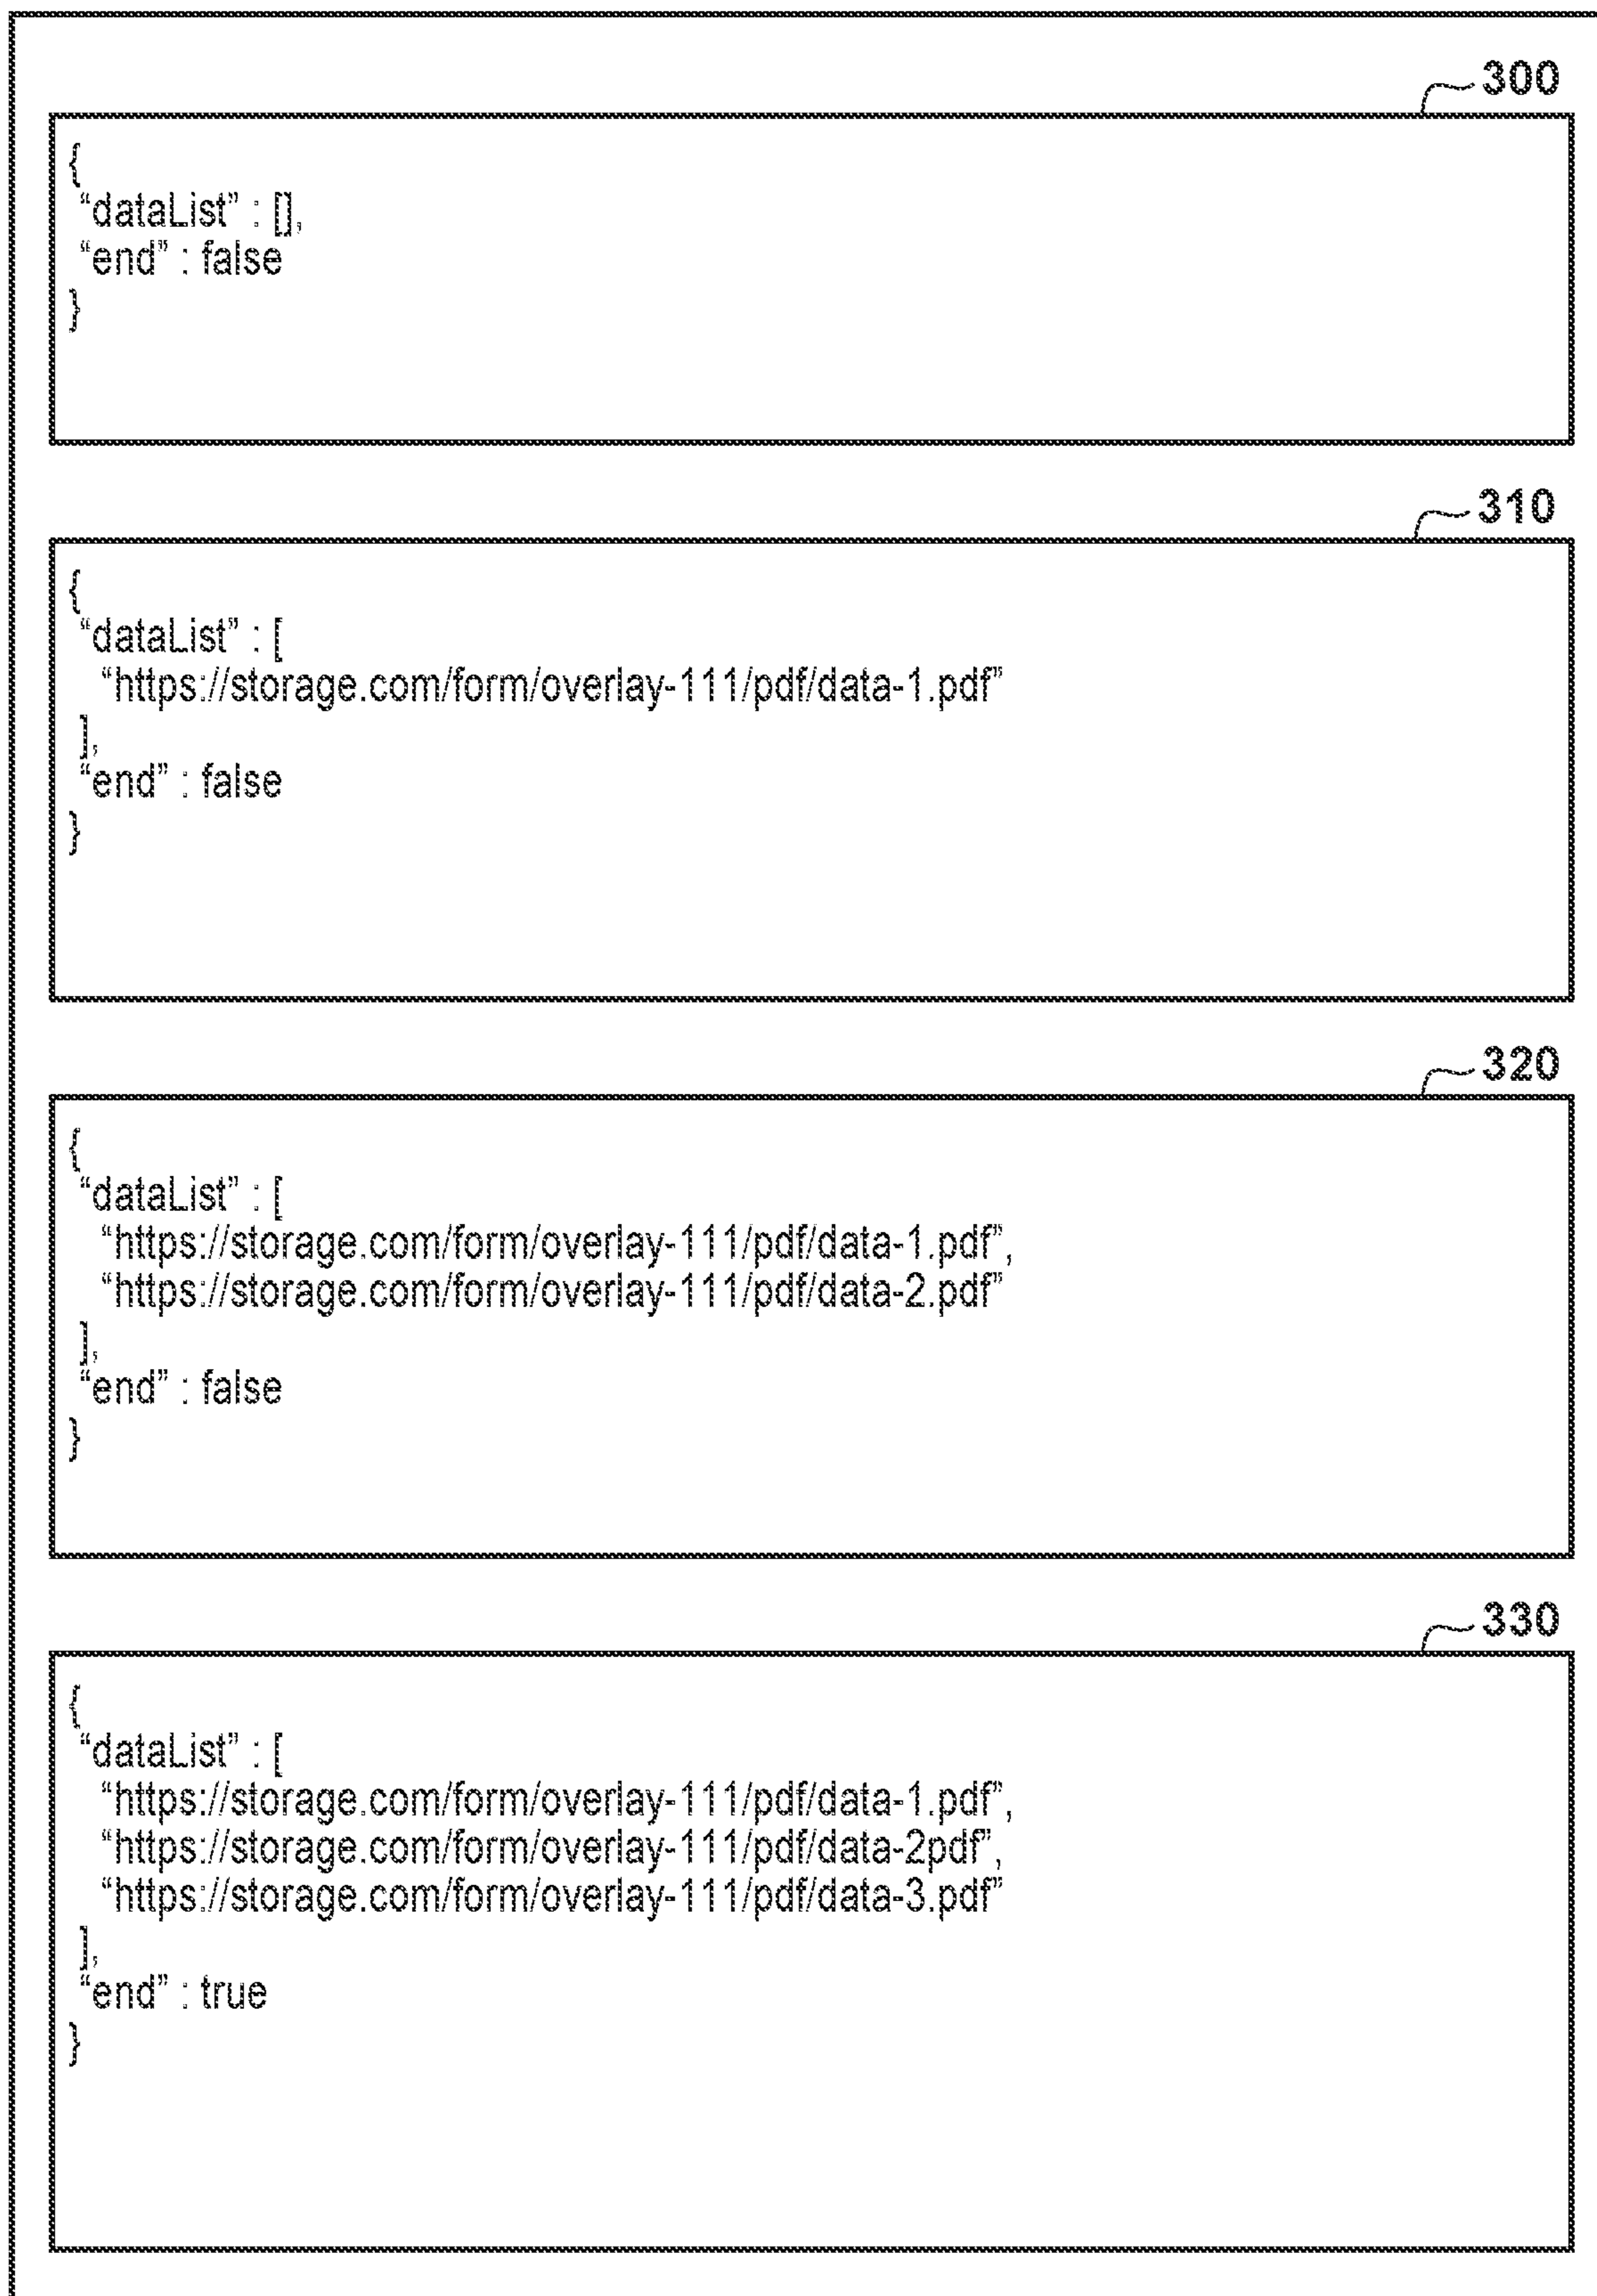 300
{
“dataList” : [],
“end” : false
}
310
{
“dataList” : [
“https://storage.com/form/overlay-111/pdf/data-1.pdf”
],
“end” : false
}
320
{
“dataList” : [
“https://storage.com/form/overlay-111/pdf/data-1.pdf”,
“https://storage.com/form/overlay-111/pdf/data-2.pdf”
],
“end” : false
}
330
{
“dataList” : [
“https://storage.com/form/overlay-111/pdf/data-1.pdf”,
“https://storage.com/form/overlay-111/pdf/data-2pdf”,
“https://storage.com/form/overlay-111/pdf/data-3.pdf”
],
“end” : true
}